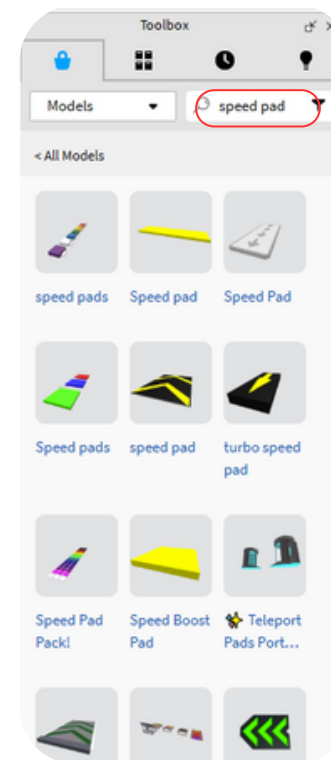 Toolbox
Models
speed pad
< All Models
speed pads
Speed pad
Speed Pad
Speed pads
speed pad
turbo speed
pad
Speed Pad
Pack!
Speed Boost
Pad
Teleport
Pads Port...